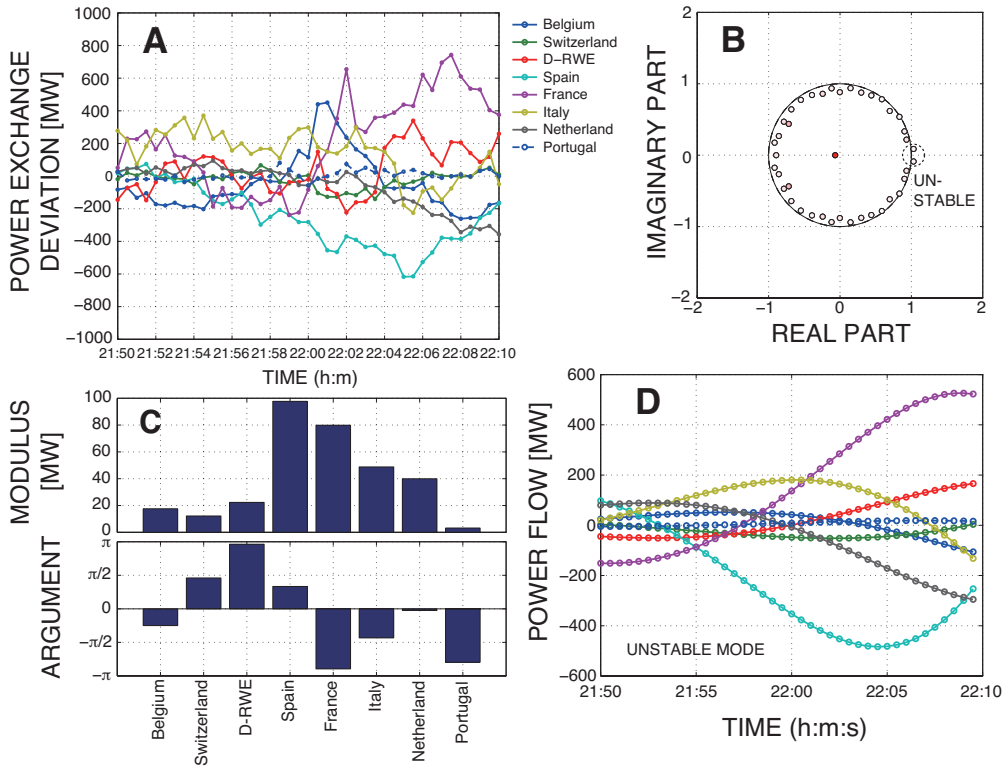 A
POWER EXCHANGE
DEVIATION [MW]
1000
800
600
400
200
0
−200
−400
−600
−800
−1000
21:50 21:52 21:54 21:56 21:58 22:00 22:02 22:04 22:06 22:08 22:10
TIME (h:m)
Belgium
Switzerland
D−RWE
Spain
France
Italy
Netherland
Portugal
B
IMAGINARY PART
2
1
0
−1
−2
UN-
STABLE
−2 −1 0 1 2
REAL PART
C
MODULUS
[MW]
100
80
60
40
20
0
ARGUMENT
π
π/2
0
−π/2
−π
Belgium
Switzerland
D-RWE
Spain
France
Italy
Netherland
Portugal
D
POWER FLOW [MW]
600
400
200
0
−200
−400
−600
UNSTABLE MODE
21:50 21:55 22:00 22:05 22:10
TIME (h:m:s)